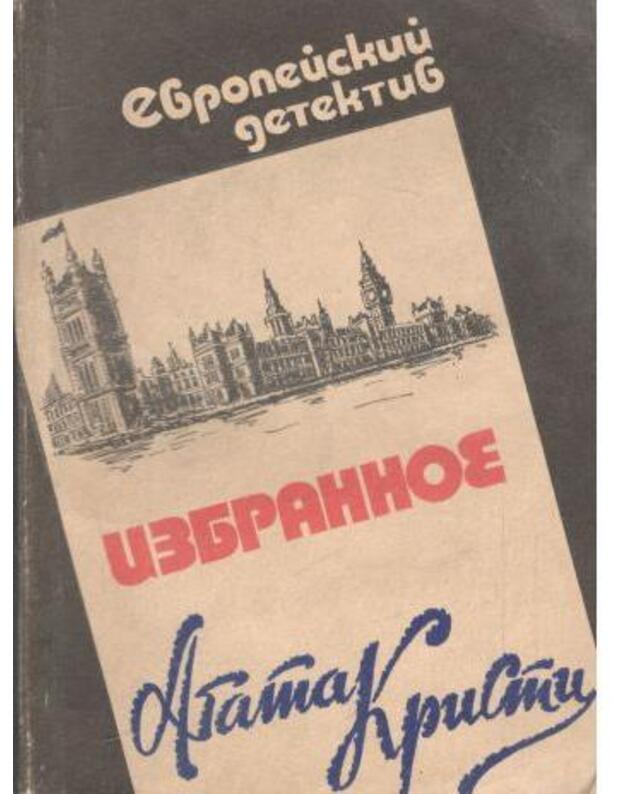 европейский
детектив
ИЗБРАННОЕ
Агата Кристи